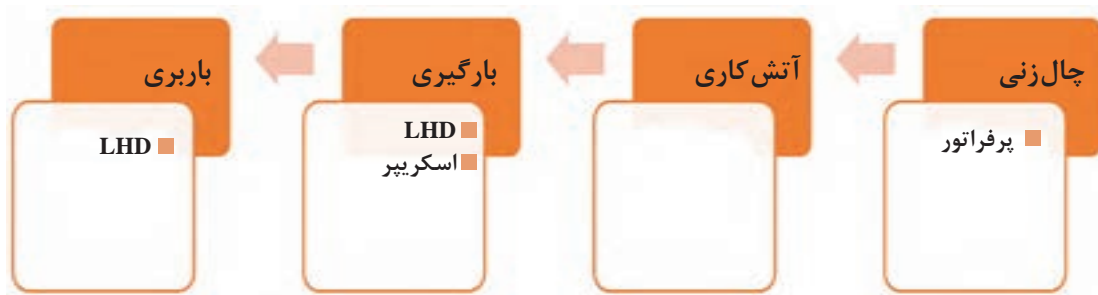 چال‌زنی
پرفراتور
آتش‌کاری
بارگیری
LHD
اسکریپر
باربری
LHD